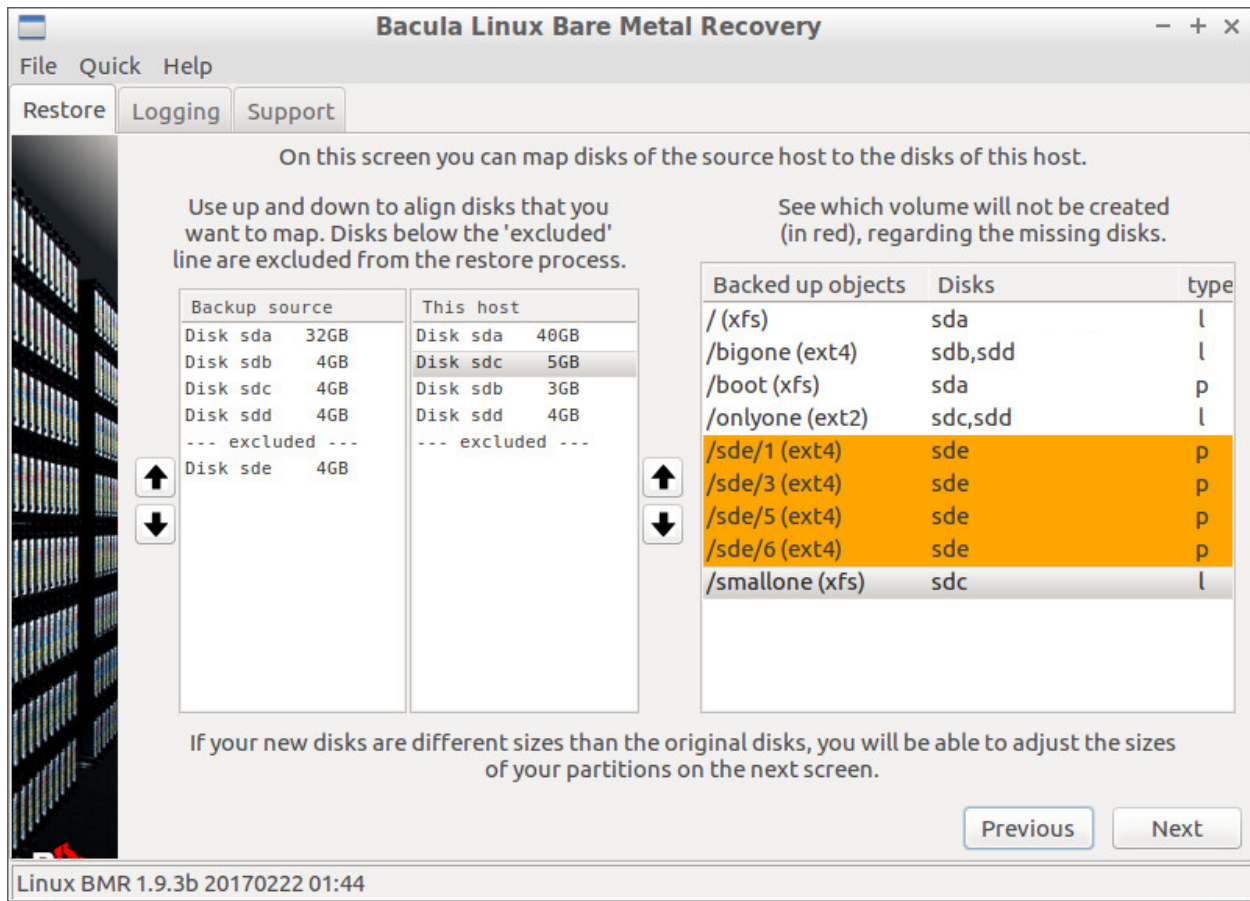 Bacula Linux Bare Metal Recovery
File Quick Help
Restore Logging Support
On this screen you can map disks of the source host to the disks of this host.
Use up and down to align disks that you
want to map. Disks below the 'excluded'
line are excluded from the restore process.
Backup source
Disk sda 32GB
Disk sdb 4GB
Disk sdc 4GB
Disk sdd 4GB
--- excluded ---
Disk sde 4GB
This host
Disk sda 40GB
Disk sdc 5GB
Disk sdb 3GB
Disk sdd 4GB
--- excluded ---
See which volume will not be created
(in red), regarding the missing disks.
Backed up objects Disks type
/ (xfs) sda l
/bigone (ext4) sdb,sdd l
/boot (xfs) sda p
/onlyone (ext2) sdc,sdd l
/sde/1 (ext4) sde p
/sde/3 (ext4) sde p
/sde/5 (ext4) sde p
/sde/6 (ext4) sde p
/smallone (xfs) sdc l
If your new disks are different sizes than the original disks, you will be able to adjust the sizes
of your partitions on the next screen.
Previous Next
Linux BMR 1.9.3b 20170222 01:44